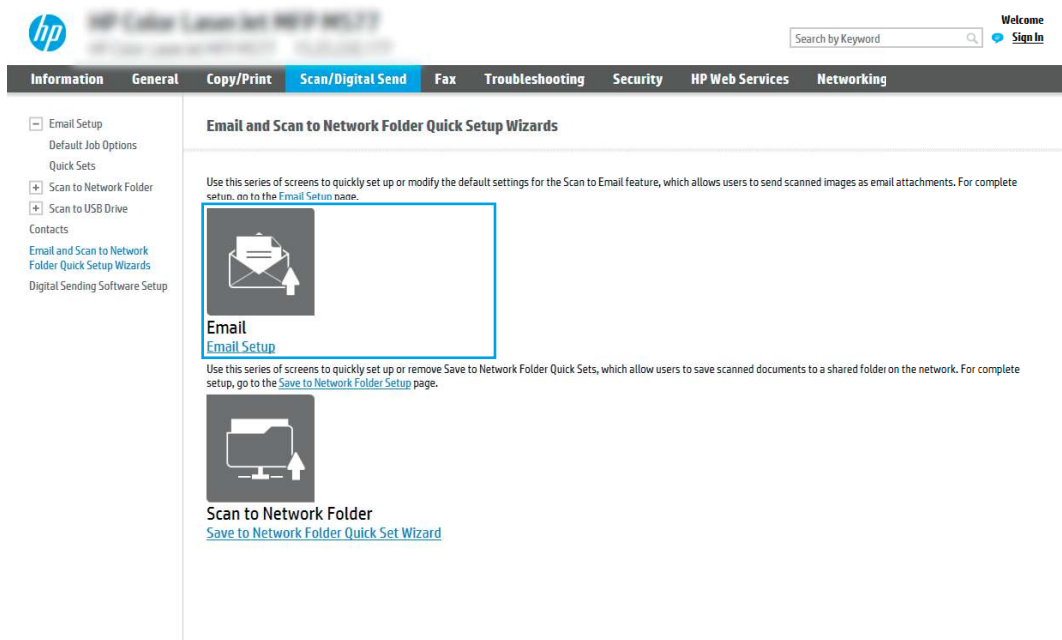 hp
Welcome
Search by Keyword
Sign In
Information General Copy/Print Scan/Digital Send Fax Troubleshooting Security HP Web Services Networking
Email Setup
Default Job Options
Quick Sets
Scan to Network Folder
Scan to USB Drive
Contacts
Email and Scan to Network
Folder Quick Setup Wizards
Digital Sending Software Setup
Email and Scan to Network Folder Quick Setup Wizards
Use this series of screens to quickly set up or modify the default settings for the Scan to Email feature, which allows users to send scanned images as email attachments. For complete
setup, go to the Email Setup page.
Email
Email Setup
Use this series of screens to quickly set up or remove Save to Network Folder Quick Sets, which allow users to save scanned documents to a shared folder on the network. For complete
setup, go to the Save to Network Folder Setup page.
Scan to Network Folder
Save to Network Folder Quick Set Wizard